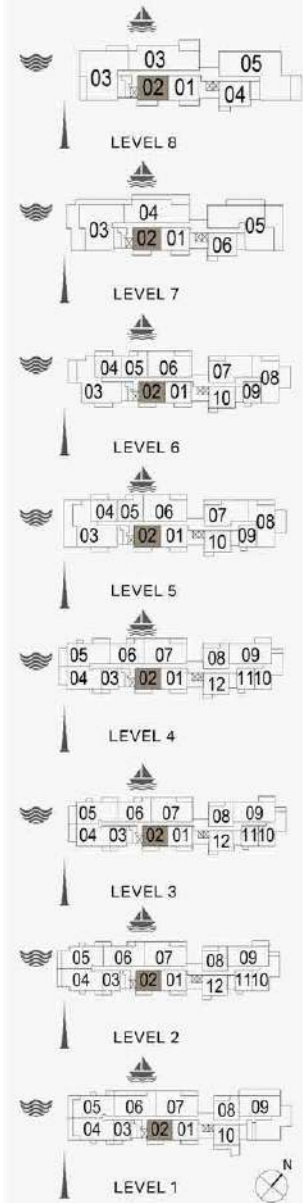 03
03 05
02 01
04
LEVEL 8
04
03 05
02 01
06
LEVEL 7
04 05 06 07
08
03 02 01 09
10
LEVEL 6
04 05 06 07
08
03 02 01 10 09
LEVEL 5
05 06 07 08 09
04 03 02 01 12 11 10
LEVEL 4
05 06 07 08 09
04 03 02 01 12 11 10
LEVEL 3
05 06 07 08 09
04 03 02 01 12 11 10
LEVEL 2
05 06 07 08 09
04 03 02 01 10
N
LEVEL 1